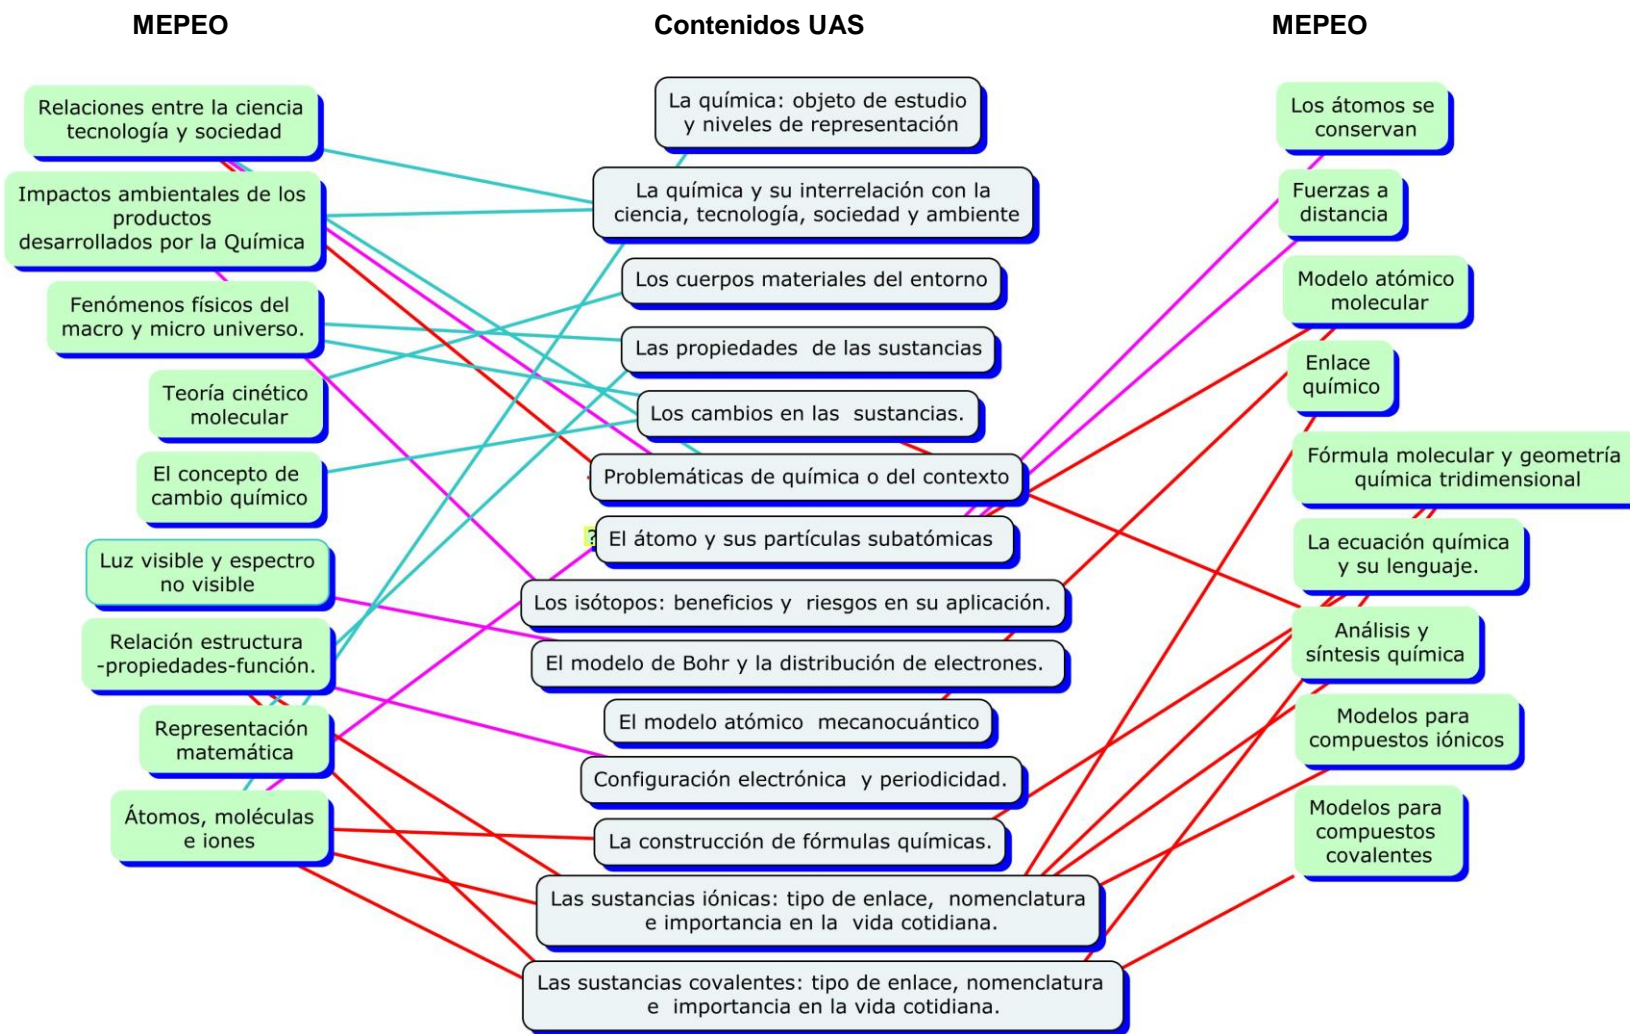 MEPEO
Contenidos UAS
MEPEO
Relaciones entre la ciencia
tecnología y sociedad
Impactos ambientales de los
productos
desarrollados por la Química
Fenómenos físicos del
macro y micro universo.
Teoría cinético
molecular
El concepto de
cambio químico
Luz visible y espectro
no visible
Relación estructura
-propiedades-función.
Representación
matemática
Átomos, moléculas
e iones
La química: objeto de estudio
y niveles de representación
La química y su interrelación con la
ciencia, tecnología, sociedad y ambiente
Los cuerpos materiales del entorno
Las propiedades de las sustancias
Los cambios en las sustancias.
Problemáticas de química o del contexto
?
El átomo y sus partículas subatómicas
Los isótopos: beneficios y riesgos en su aplicación.
El modelo de Bohr y la distribución de electrones.
El modelo atómico mecanocuántico
Configuración electrónica y periodicidad.
La construcción de fórmulas químicas.
Las sustancias iónicas: tipo de enlace, nomenclatura
e importancia en la vida cotidiana.
Las sustancias covalentes: tipo de enlace, nomenclatura
e importancia en la vida cotidiana.
Los átomos se
conservan
Fuerzas a
distancia
Modelo atómico
molecular
Enlace
químico
Fórmula molecular y geometría
química tridimensional
La ecuación química
y su lenguaje.
Análisis y
síntesis química
Modelos para
compuestos iónicos
Modelos para
compuestos
covalentes